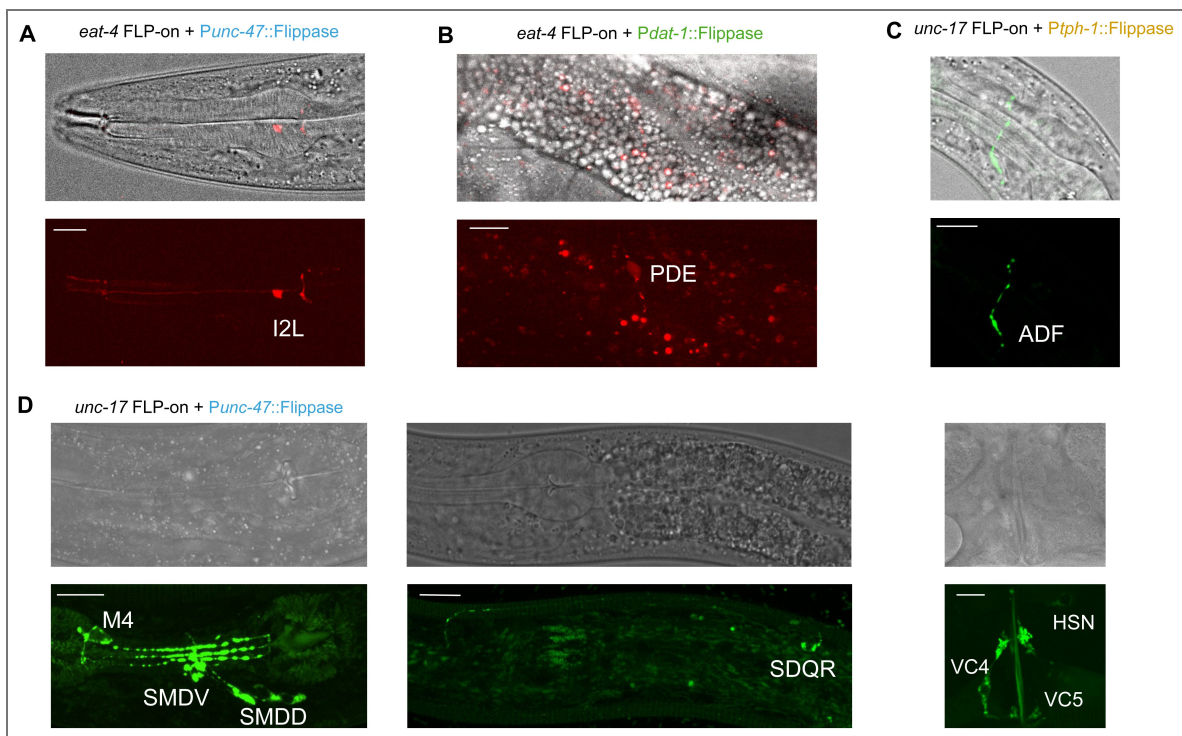 A
eat-4 FLP-on + Punc-47::Flippase
I2L
B
eat-4 FLP-on + Pdat-1::Flippase
PDE
C
unc-17 FLP-on + Ptph-1::Flippase
ADF
D
unc-17 FLP-on + Punc-47::Flippase
M4
SMDV
SMDD
SDQR
HSN
VC4
VC5